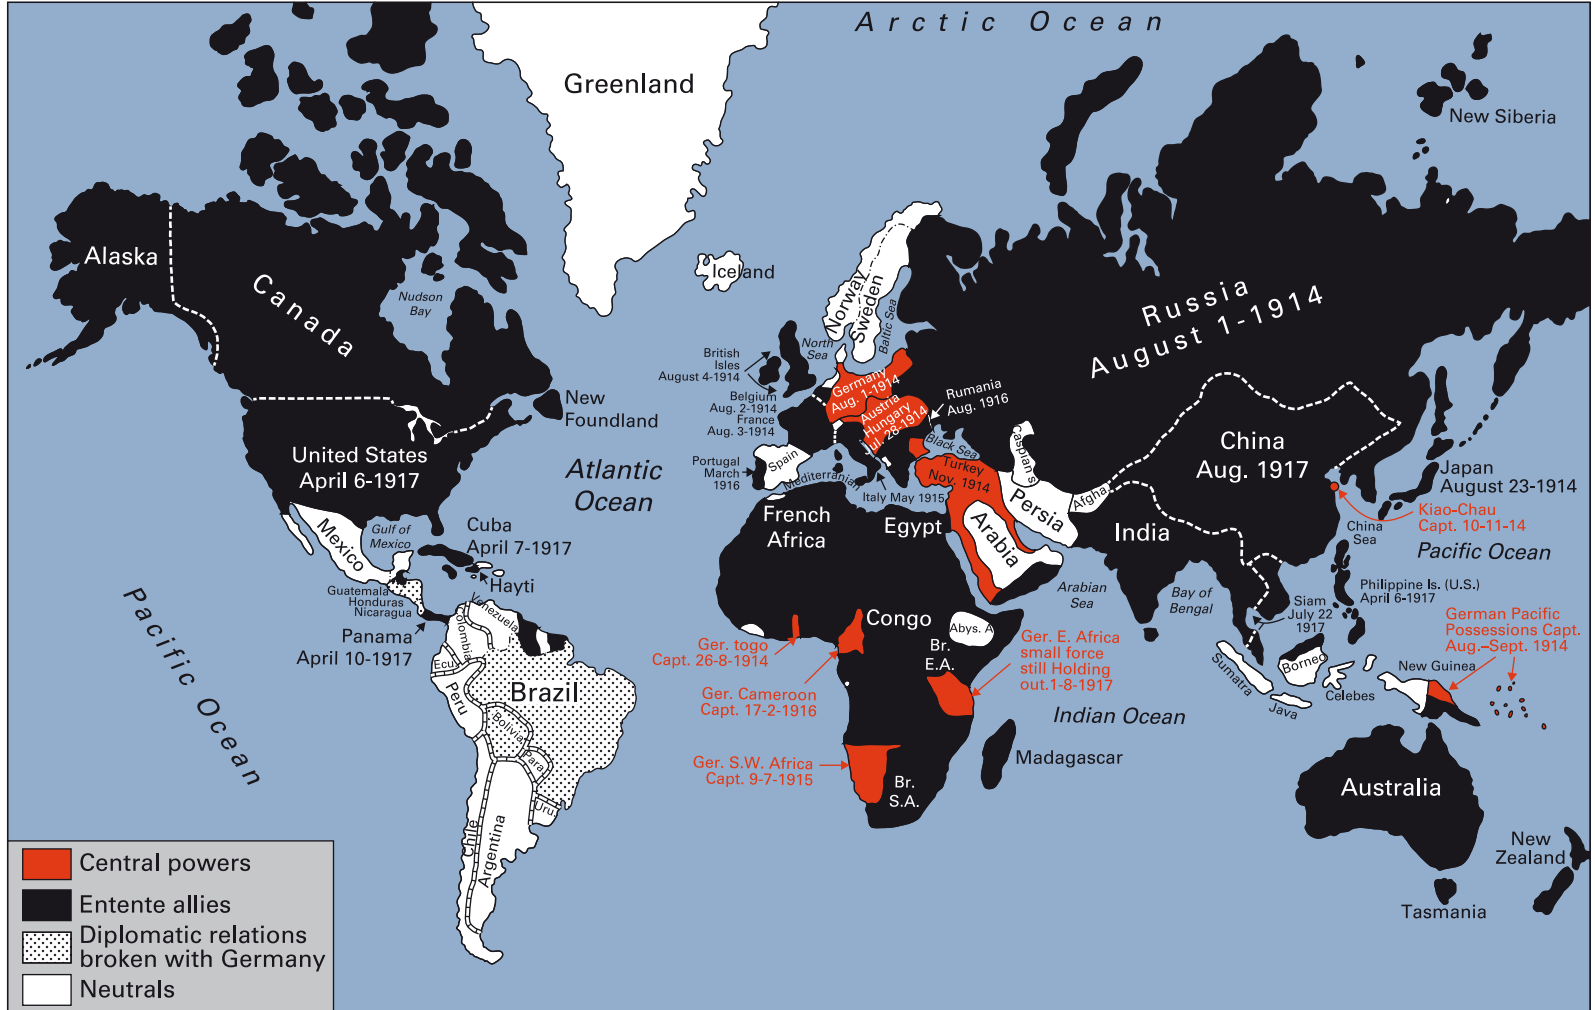 Arctic Ocean
Greenland
New Siberia
Alaska
Canada
Iceland
Nudson
Bay
Norway
Sweden
Baltic Sea
North
Sea
Russia
August 1-1914
British
Isles
August 4-1914
Belgium
Aug. 2-1914
France
Aug. 3-1914
Germany
Aug. 1-1914
Austria
Hungary
Jul. 28-1914
Rumania
Aug. 1916
New
Foundland
United States
April 6-1917
Atlantic
Ocean
Portugal
March
1916
Spain
Mediterranean
Italy May 1915
Black Sea
Caspian S.
Turkey
Nov. 1914
Persia
Afgha.
China
Aug. 1917
Japan
August 23-1914
Kiao-Chau
Capt. 10-11-14
China
Sea
Pacific Ocean
Mexico
Gulf of
Mexico
Cuba
April 7-1917
Hayti
Guatemala
Honduras
Nicaragua
Panama
April 10-1917
Pacific Ocean
French
Africa
Egypt
Arabia
India
Arabian
Sea
Bay of
Bengal
Siam
July 22
1917
Philippine Is. (U.S.)
April 6-1917
German Pacific
Possessions Capt.
Aug.–Sept. 1914
Venezuela
Colombia
Ecu.
Peru
Brazil
Bolivia
Para.
Uru.
Chile
Argentina
Congo
Abys. A
Br.
E.A.
Ger. togo
Capt. 26-8-1914
Ger. Cameroon
Capt. 17-2-1916
Ger. E. Africa
small force
still Holding
out.1-8-1917
Ger. S.W. Africa
Capt. 9-7-1915
Br.
S.A.
Madagascar
Indian Ocean
Sumatra
Java
Borneo
Celebes
New Guinea
Australia
New
Zealand
Tasmania
Central powers
Entente allies
Diplomatic relations
broken with Germany
Neutrals